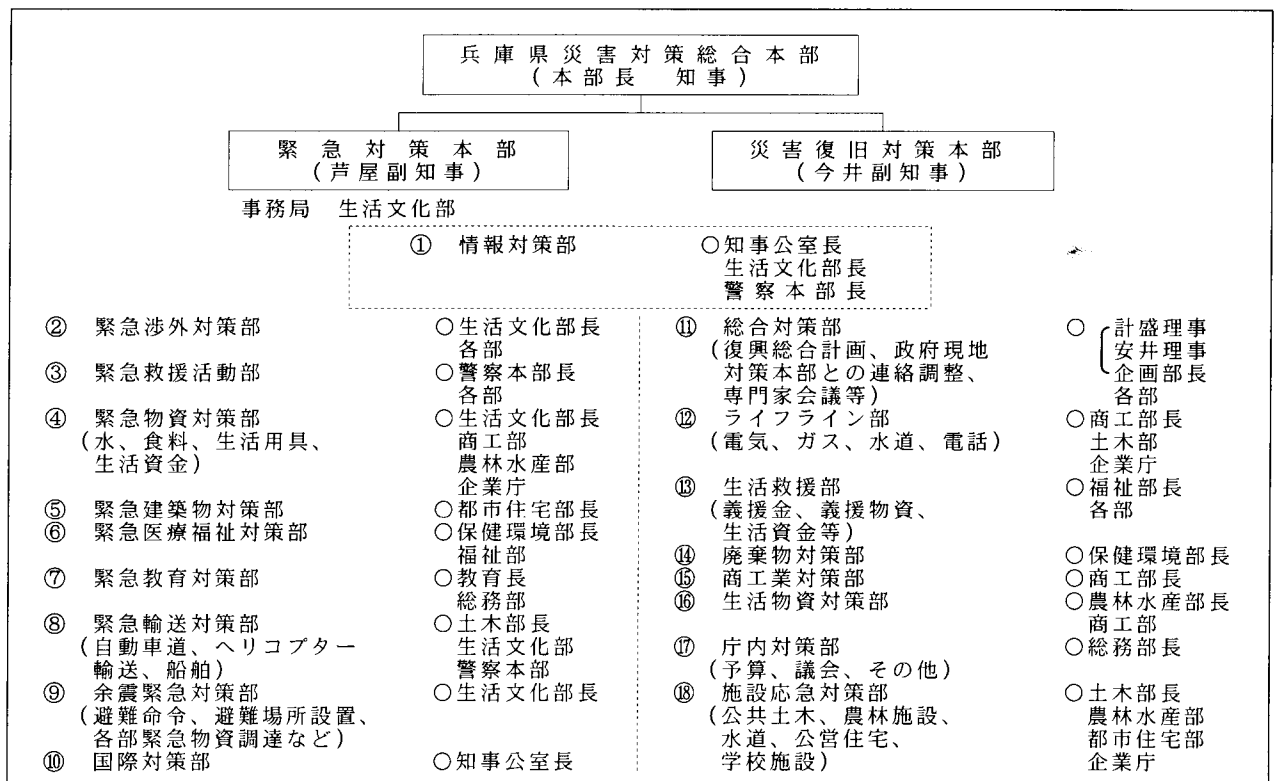 兵庫県災害対策総合本部
(本部長 知事)
緊急対策本部
(芦屋副知事)
災害復旧対策本部
(今井副知事)
事務局 生活文化部
① 情報対策部 ○知事公室長
生活文化部長
警察本部長
② 緊急渉外対策部 ○生活文化部長
各部
③ 緊急救援活動部 ○警察本部長
各部
④ 緊急物資対策部 ○生活文化部長
(水、食料、生活用具、 商工部
生活資金) 農林水産部
企業庁
⑤ 緊急建築物対策部 ○都市住宅部長
⑥ 緊急医療福祉対策部 ○保健環境部長
福祉部
⑦ 緊急教育対策部 ○教育長
総務部
⑧ 緊急輸送対策部 ○土木部長
(自動車道、ヘリコプター 生活文化部
輸送、船舶) 警察本部
⑨ 余震緊急対策部 ○生活文化部長
(避難命令、避難場所設置、
各部緊急物資調達など)
⑩ 国際対策部 ○知事公室長
⑪ 総合対策部 ○ 計盛理事
(復興総合計画、政府現地 安井理事
対策本部との連絡調整、 企画部長
専門家会議等) 各部
⑫ ライフライン部 ○商工部長
(電気、ガス、水道、電話) 土木部
企業庁
⑬ 生活救援部 ○福祉部長
(義援金、義援物資、 各部
生活資金等)
⑭ 廃棄物対策部 ○保健環境部長
⑮ 商工業対策部 ○商工部長
⑯ 生活物資対策部 ○農林水産部長
商工部
⑰ 庁内対策部 ○総務部長
(予算、議会、その他)
⑱ 施設応急対策部 ○土木部長
(公共土木、農林施設、 農林水産部
水道、公営住宅、 都市住宅部
学校施設) 企業庁